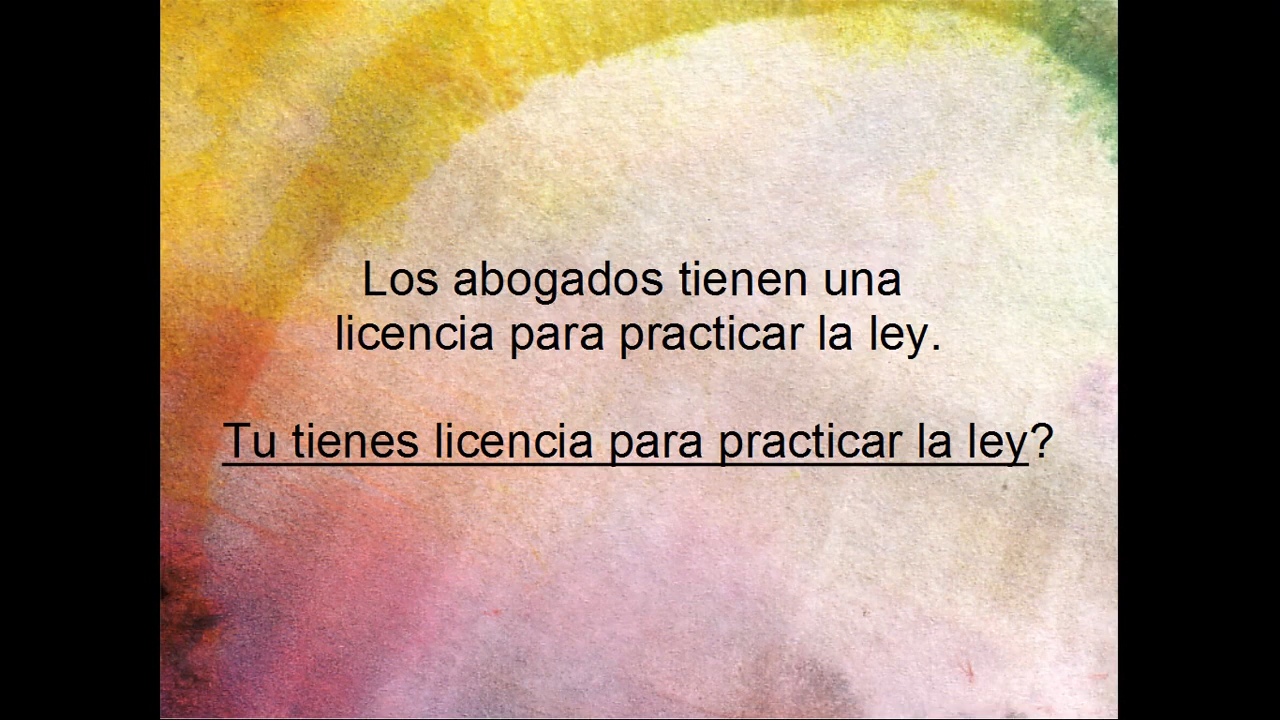 Los abogados tienen una
licencia para practicar la ley.
Tu tienes licencia para practicar la ley?